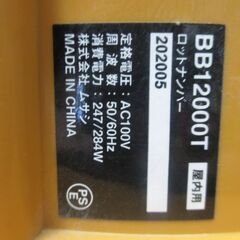 BB12000T
屋内用
ロットナンバー
202005
定格電圧：AC100V
周波数：50/60Hz
消費電力：247/284W
株式会社ムサシ
MADE IN CHINA
PS
E